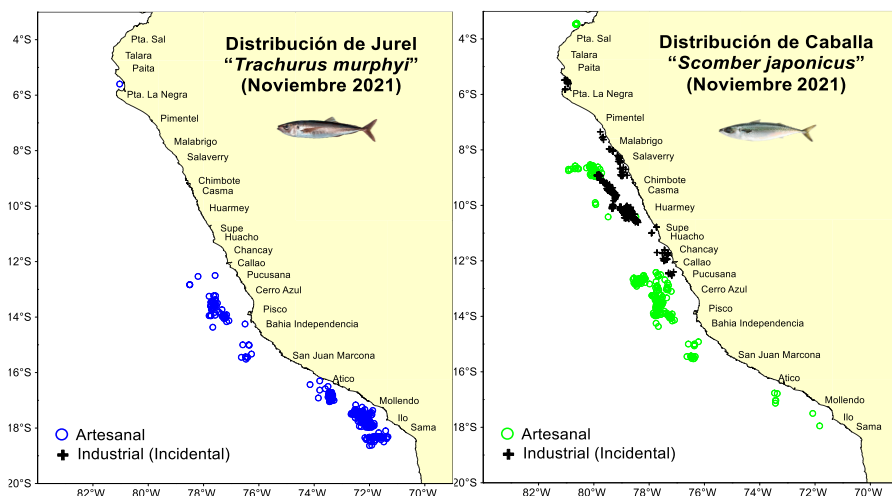 Distribución de Jurel
“Trachurus murphyi”
(Noviembre 2021)
4°S
6°S
8°S
10°S
12°S
14°S
16°S
18°S
20°S
Pta. Sal
Talara
Paita
Pta. La Negra
Pimentel
Malabrigo
Salaverry
Chimbote
Casma
Huarmey
Supe
Huacho
Chancay
Callao
Pucusana
Cerro Azul
Pisco
Bahia Independencia
San Juan Marcona
Atico
Mollendo
Ilo
Sama
Artesanal
Industrial (Incidental)
82°W
80°W
78°W
76°W
74°W
72°W
70°W
Distribución de Caballa
“Scomber japonicus”
(Noviembre 2021)
4°S
6°S
8°S
10°S
12°S
14°S
16°S
18°S
20°S
Pta. Sal
Talara
Paita
Pta. La Negra
Pimentel
Malabrigo
Salaverry
Chimbote
Casma
Huarmey
Supe
Huacho
Chancay
Callao
Pucusana
Cerro Azul
Pisco
Bahia Independencia
San Juan Marcona
Atico
Mollendo
Ilo
Sama
Artesanal
Industrial (Incidental)
82°W
80°W
78°W
76°W
74°W
72°W
70°W